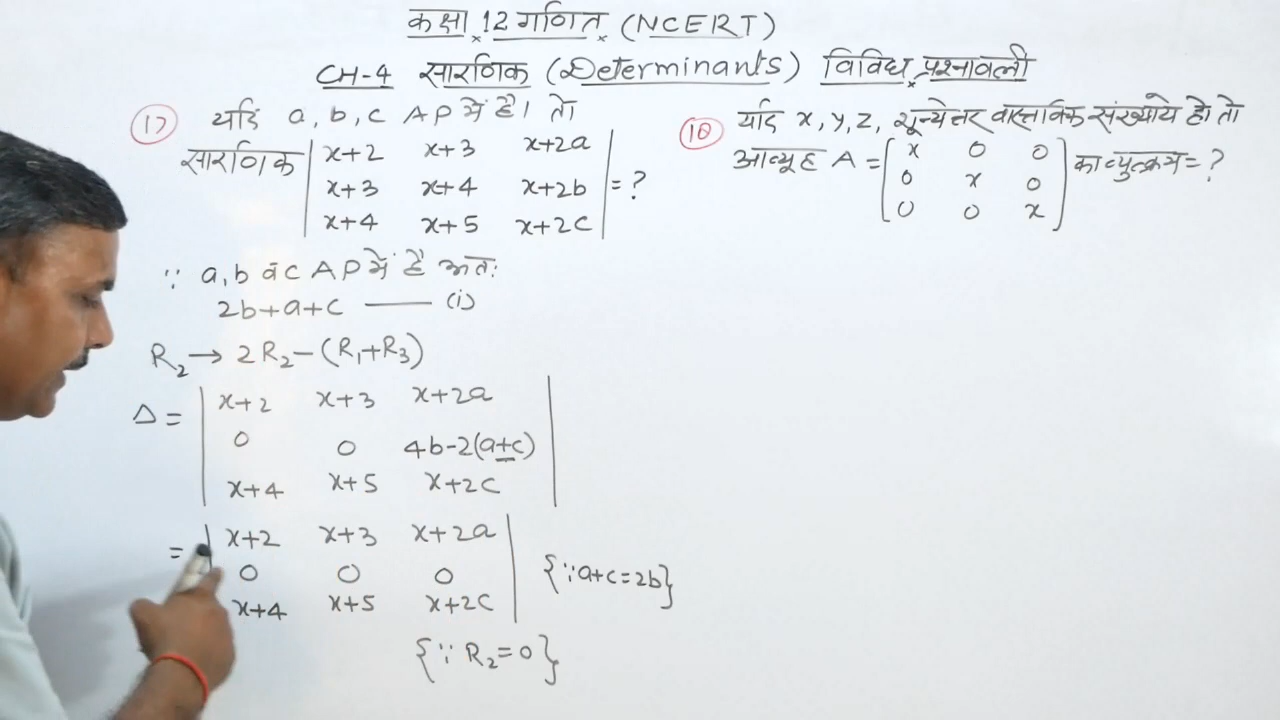 कक्षा 12 गणित (NCERT)
CH-4 सारणिक (Determinants) विविध प्रश्नावली
17 यदि a, b, c AP में है। तो
सारणिक | x+2 x+3 x+2a |
| x+3 x+4 x+2b | = ?
| x+4 x+5 x+2c |
∵ a, b व c AP में है अतः
2b+a+c —— (i)
R₂ → 2R₂-(R₁+R₃)
Δ = | x+2 x+3 x+2a |
| 0 0 4b-2(a+c) |
| x+4 x+5 x+2c |
= | x+2 x+3 x+2a |
| 0 0 0 | {∵a+c=2b}
| x+4 x+5 x+2c |
{∵ R₂=0}
18 यदि x, y, z, शून्येत्तर वास्तविक संख्याये हो तो
आव्यूह A = [ x 0 0 ] का व्युत्क्रम = ?
[ 0 x 0 ]
[ 0 0 x ]